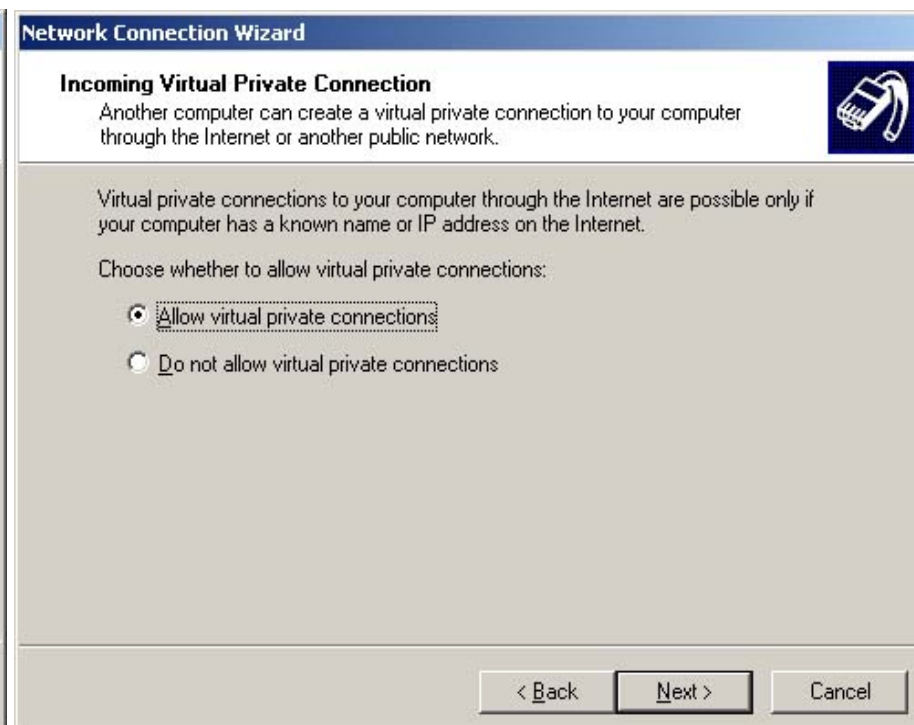 Network Connection Wizard
Incoming Virtual Private Connection
Another computer can create a virtual private connection to your computer
through the Internet or another public network.
Virtual private connections to your computer through the Internet are possible only if
your computer has a known name or IP address on the Internet.
Choose whether to allow virtual private connections:
Allow virtual private connections
Do not allow virtual private connections
< Back Next > Cancel